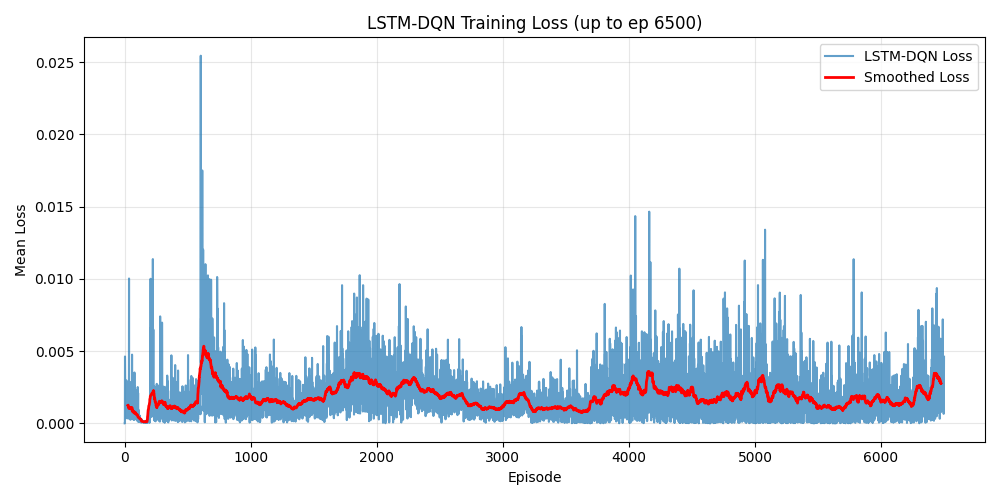 LSTM-DQN Training Loss (up to ep 6500)
LSTM-DQN Loss
Smoothed Loss
Mean Loss
0.025
0.020
0.015
0.010
0.005
0.000
0 1000 2000 3000 4000 5000 6000
Episode